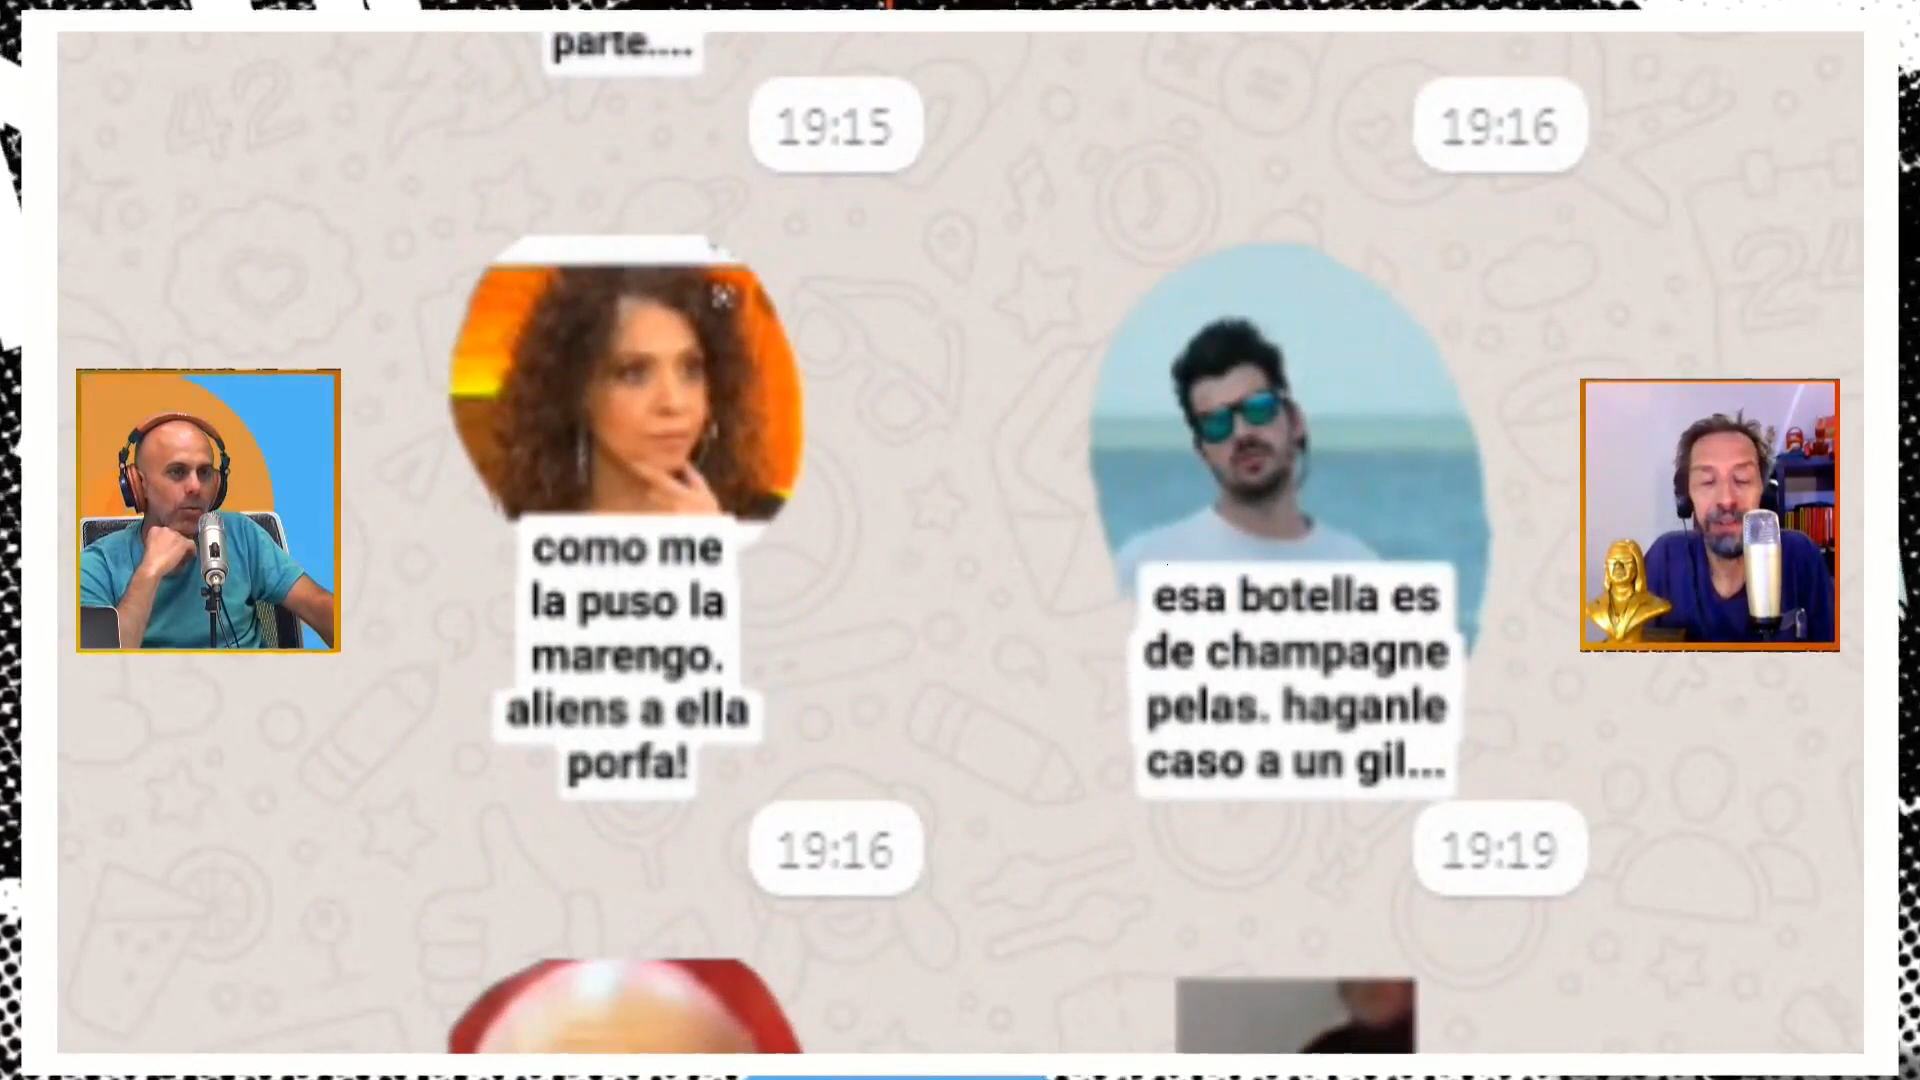 parte....
19:15
19:16
como me
la puso la
marengo.
aliens a ella
porfa!
19:16
esa botella es
de champagne
pelas. haganle
caso a un gil...
19:19